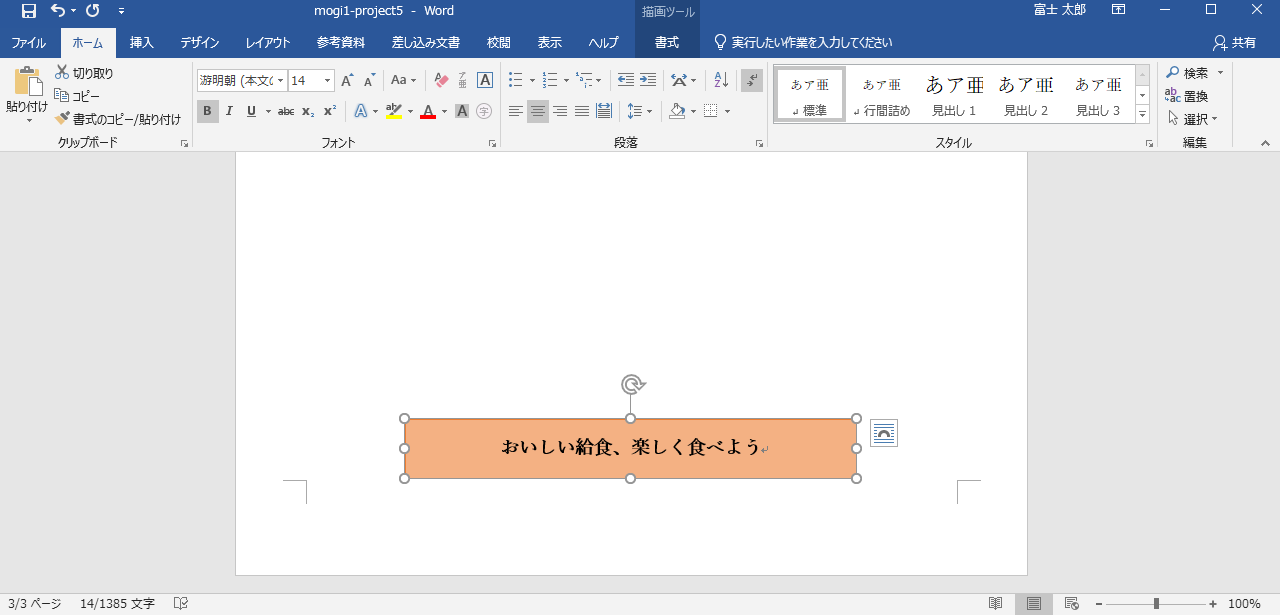 mogi1-project5 - Word
描画ツール
富士 太郎
ファイル ホーム 挿入 デザイン レイアウト 参考資料 差し込み文書 校閲 表示 ヘルプ 書式 実行したい作業を入力してください 共有
貼り付け
切り取り
コピー
書式のコピー/貼り付け
クリップボード
游明朝 (本文の 14 Aa
B I U abc x₂ x²
フォント
段落
あア亜 あア亜 あア亜 あア亜 あア亜
標準 行間詰め 見出し 1 見出し 2 見出し 3
スタイル
検索
置換
選択
編集
おいしい給食、楽しく食べよう
3/3 ページ 14/1385 文字 100%